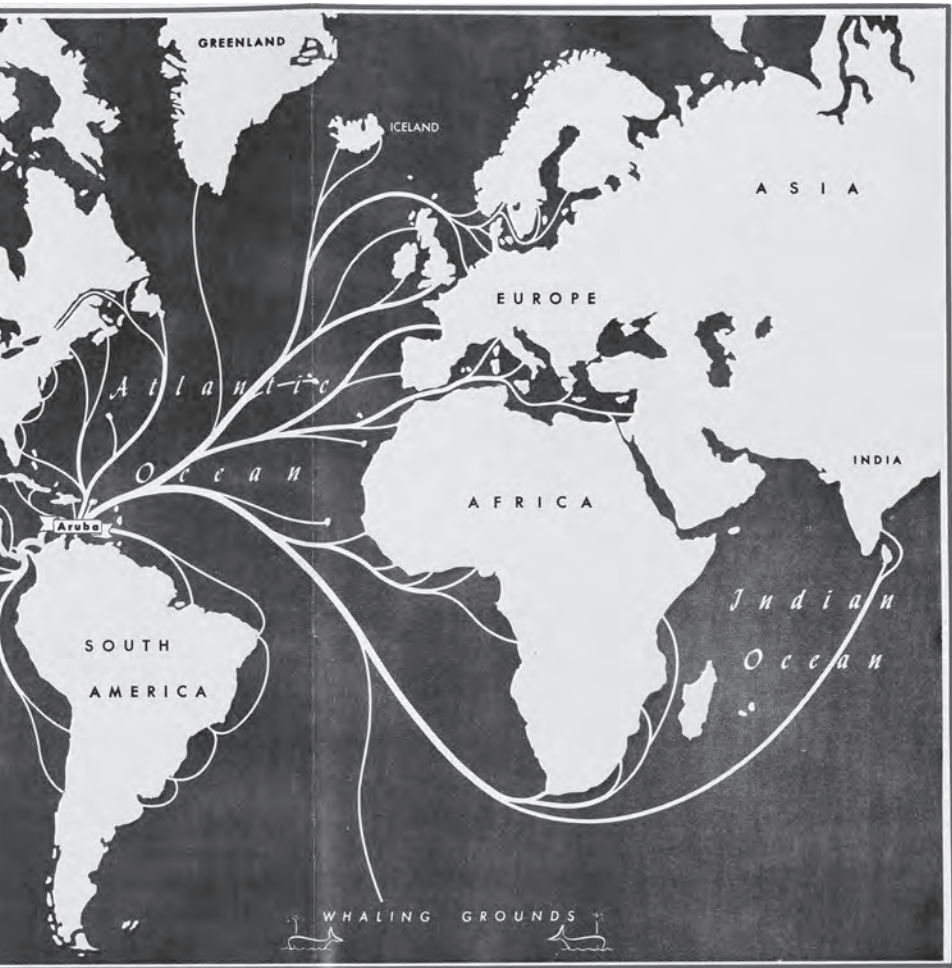 GREENLAND
ICELAND
ASIA
EUROPE
Atlantic
Ocean
INDIA
AFRICA
Aruba
Indian
Ocean
SOUTH
AMERICA
WHALING GROUNDS